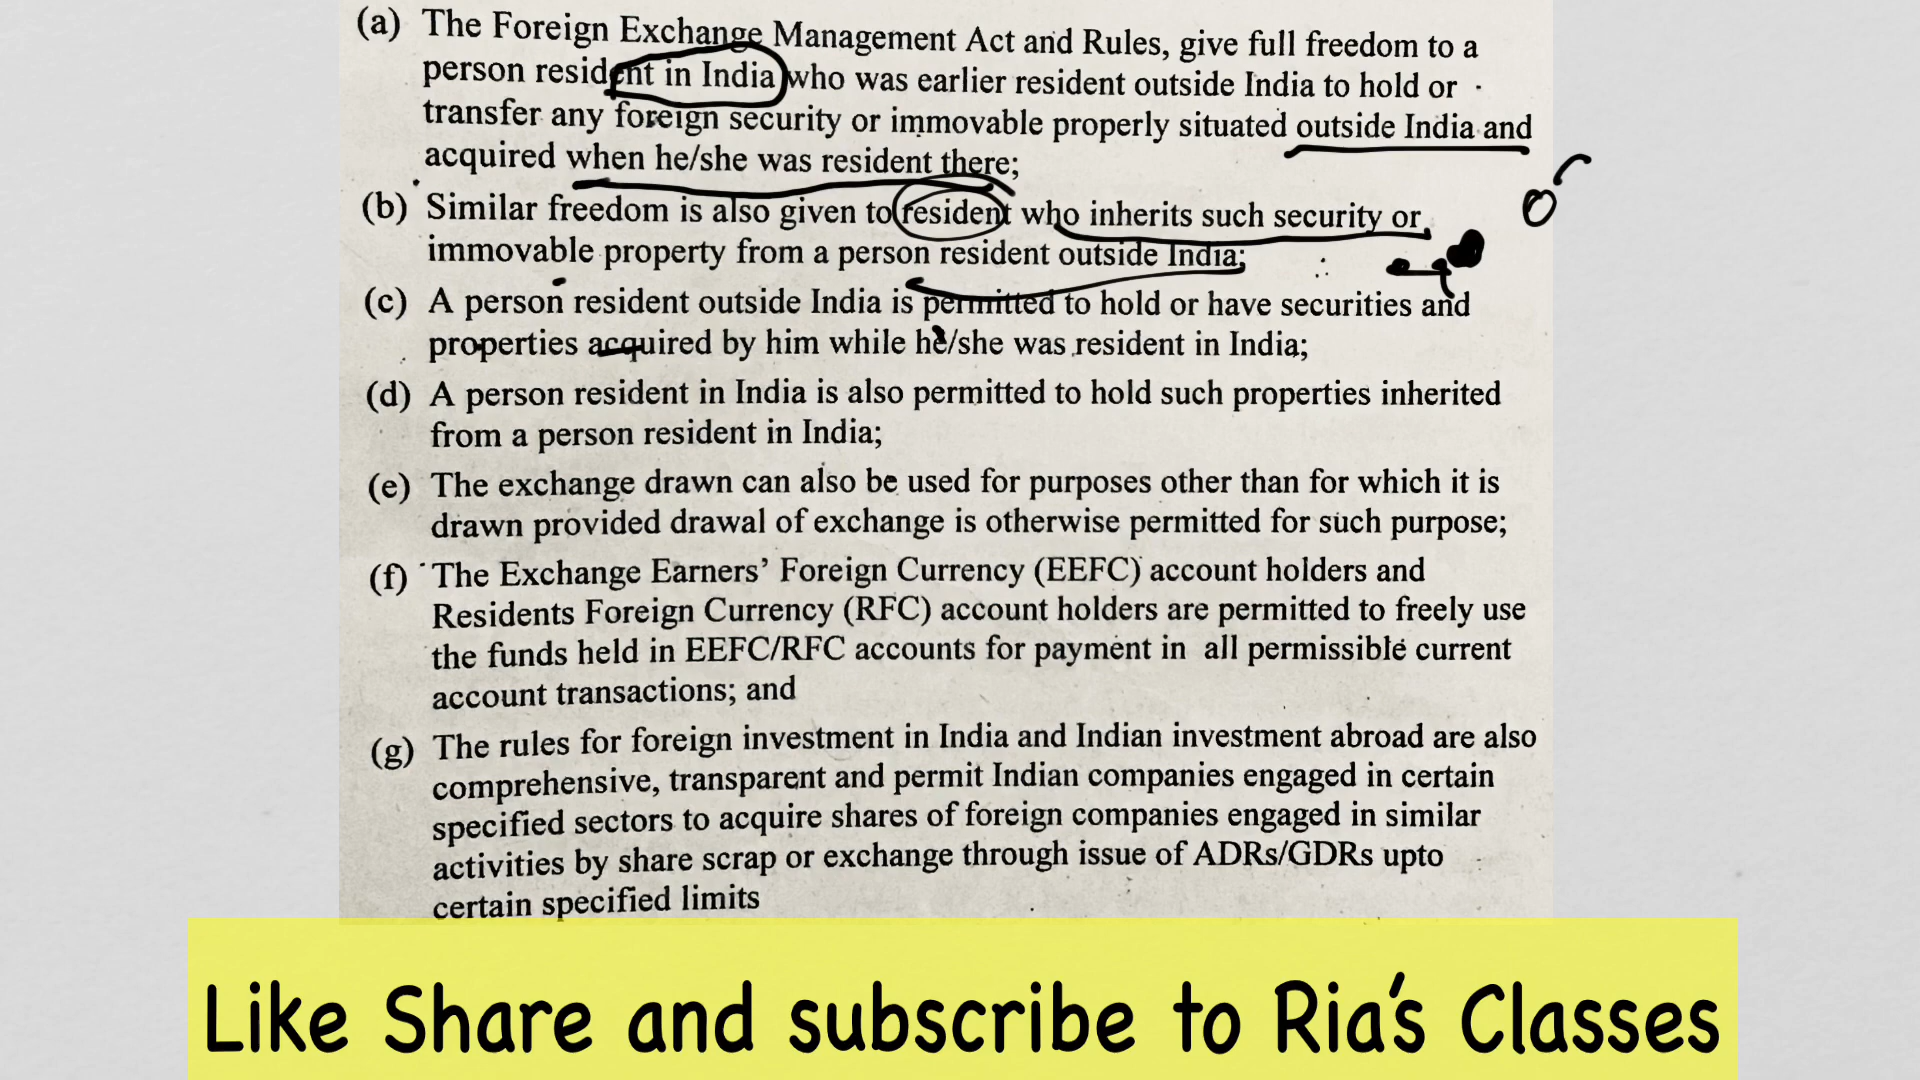 (a) The Foreign Exchange Management Act and Rules, give full freedom to a
person resident in India who was earlier resident outside India to hold or
transfer any foreign security or immovable properly situated outside India and
acquired when he/she was resident there;
(b) Similar freedom is also given to resident who inherits such security or
immovable property from a person resident outside India;
(c) A person resident outside India is permitted to hold or have securities and
properties acquired by him while he/she was resident in India;
(d) A person resident in India is also permitted to hold such properties inherited
from a person resident in India;
(e) The exchange drawn can also be used for purposes other than for which it is
drawn provided drawal of exchange is otherwise permitted for such purpose;
(f) The Exchange Earners’ Foreign Currency (EEFC) account holders and
Residents Foreign Currency (RFC) account holders are permitted to freely use
the funds held in EEFC/RFC accounts for payment in all permissible current
account transactions; and
(g) The rules for foreign investment in India and Indian investment abroad are also
comprehensive, transparent and permit Indian companies engaged in certain
specified sectors to acquire shares of foreign companies engaged in similar
activities by share scrap or exchange through issue of ADRs/GDRs upto
certain specified limits
Like Share and subscribe to Ria's Classes